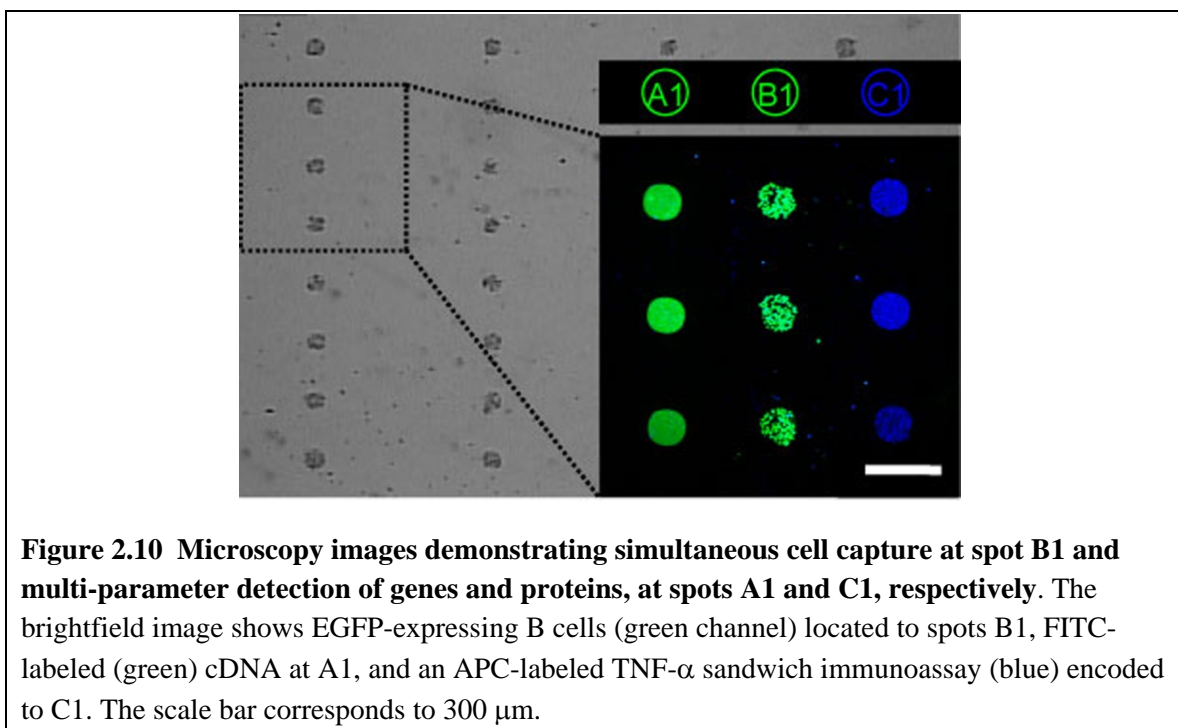 A1 B1 C1
Figure 2.10 Microscopy images demonstrating simultaneous cell capture at spot B1 and
multi-parameter detection of genes and proteins, at spots A1 and C1, respectively. The
brightfield image shows EGFP-expressing B cells (green channel) located to spots B1, FITC-
labeled (green) cDNA at A1, and an APC-labeled TNF-α sandwich immunoassay (blue) encoded
to C1. The scale bar corresponds to 300 μm.